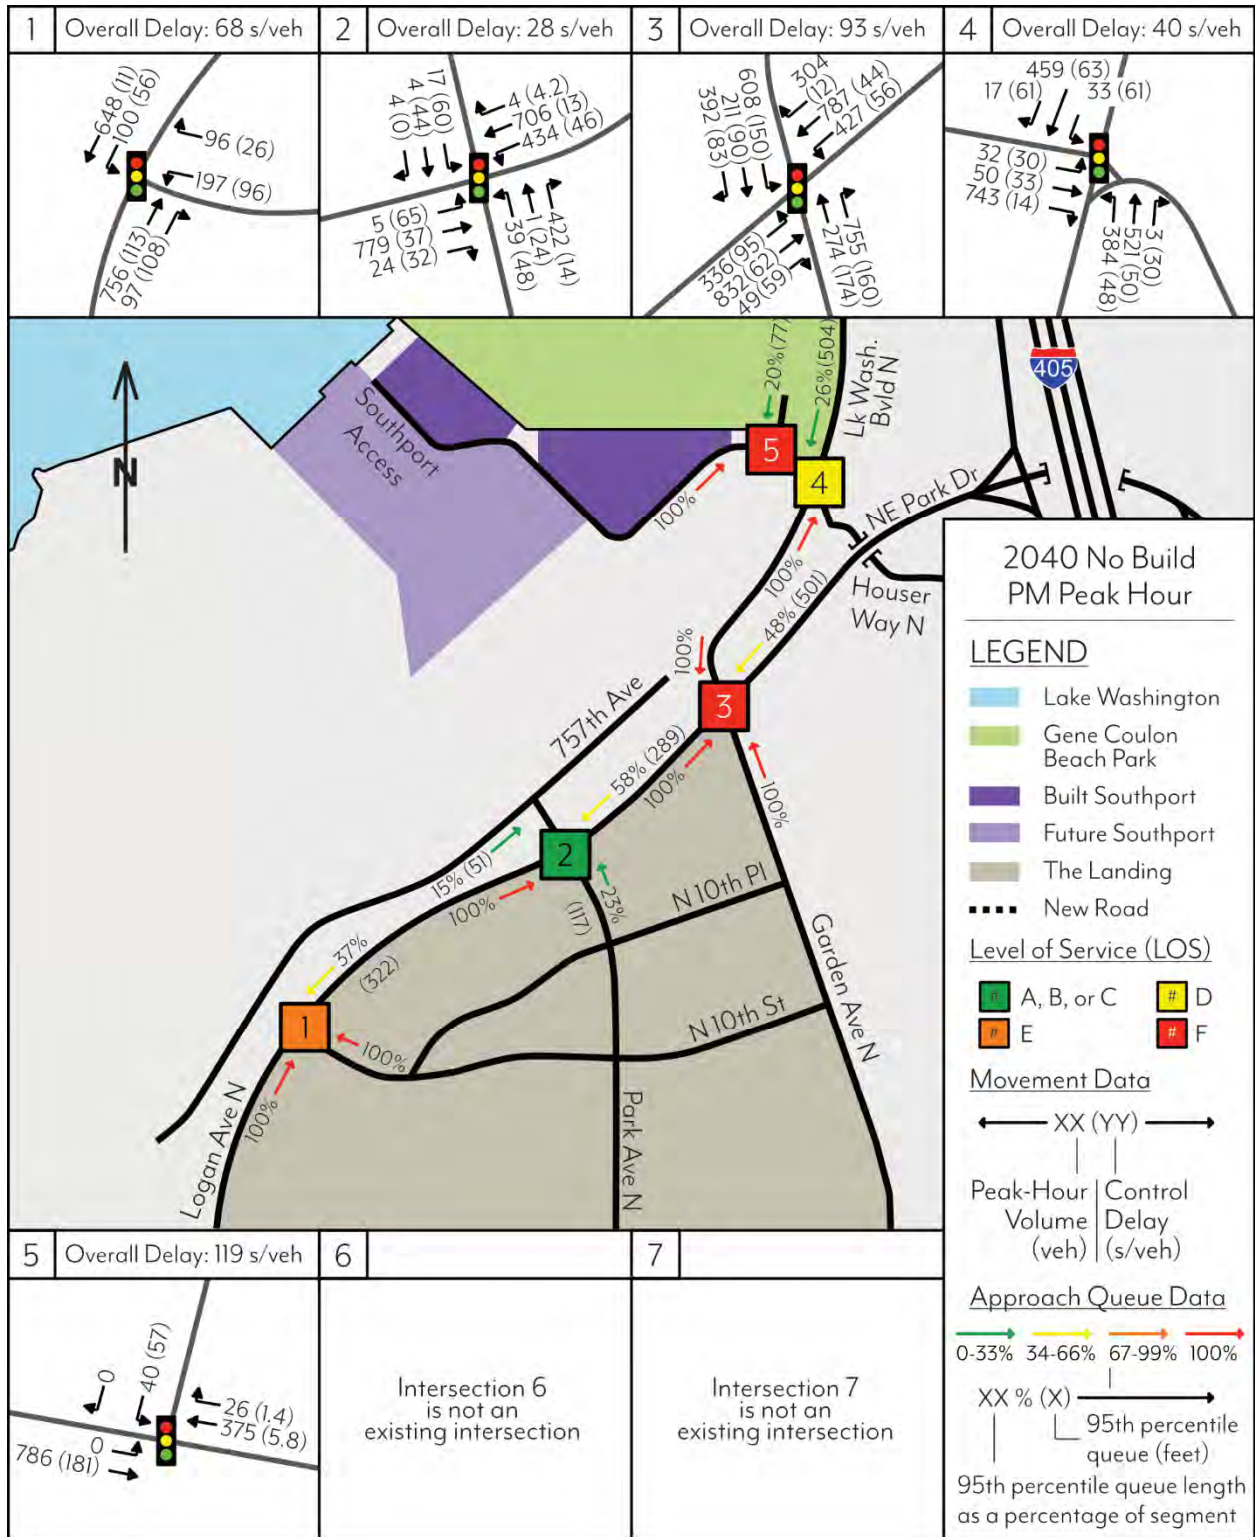 1
Overall Delay: 68 s/veh
2
Overall Delay: 28 s/veh
3
Overall Delay: 93 s/veh
4
Overall Delay: 40 s/veh
648 (11)
100 (56)
96 (26)
197 (96)
756 (113)
97 (108)
17 (60)
4 (44)
4 (0)
4 (4.2)
706 (13)
434 (46)
5 (65)
779 (37)
24 (32)
422 (14)
1 (24)
39 (48)
608 (150)
211 (90)
392 (83)
304
(12)
787 (44)
427 (56)
336 (95)
832 (62)
49 (59)
755 (160)
274 (174)
459 (63)
17 (61)
33 (61)
32 (30)
50 (33)
743 (14)
3 (30)
521 (50)
384 (48)
N
Southport
Access
20% (77)
26% (504)
Lk Wash.
Bvld N
405
5
4
100%
NE Park Dr
100%
48% (501)
Houser
Way N
100%
3
757th Ave
58% (289)
100%
100%
2
15% (51)
100%
23%
(117)
N 10th Pl
37%
(322)
Garden Ave N
N 10th St
1
100%
100%
Logan Ave N
Park Ave N
2040 No Build
PM Peak Hour
LEGEND
Lake Washington
Gene Coulon
Beach Park
Built Southport
Future Southport
The Landing
New Road
Level of Service (LOS)
# A, B, or C
# D
# E
# F
Movement Data
XX (YY)
Peak-Hour
Volume
(veh)
Control
Delay
(s/veh)
Approach Queue Data
0-33% 34-66% 67-99% 100%
XX % (X)
95th percentile
queue (feet)
95th percentile queue length
as a percentage of segment
5
Overall Delay: 119 s/veh
6
7
0
40 (57)
26 (1.4)
375 (5.8)
0
786 (181)
Intersection 6
is not an
existing intersection
Intersection 7
is not an
existing intersection